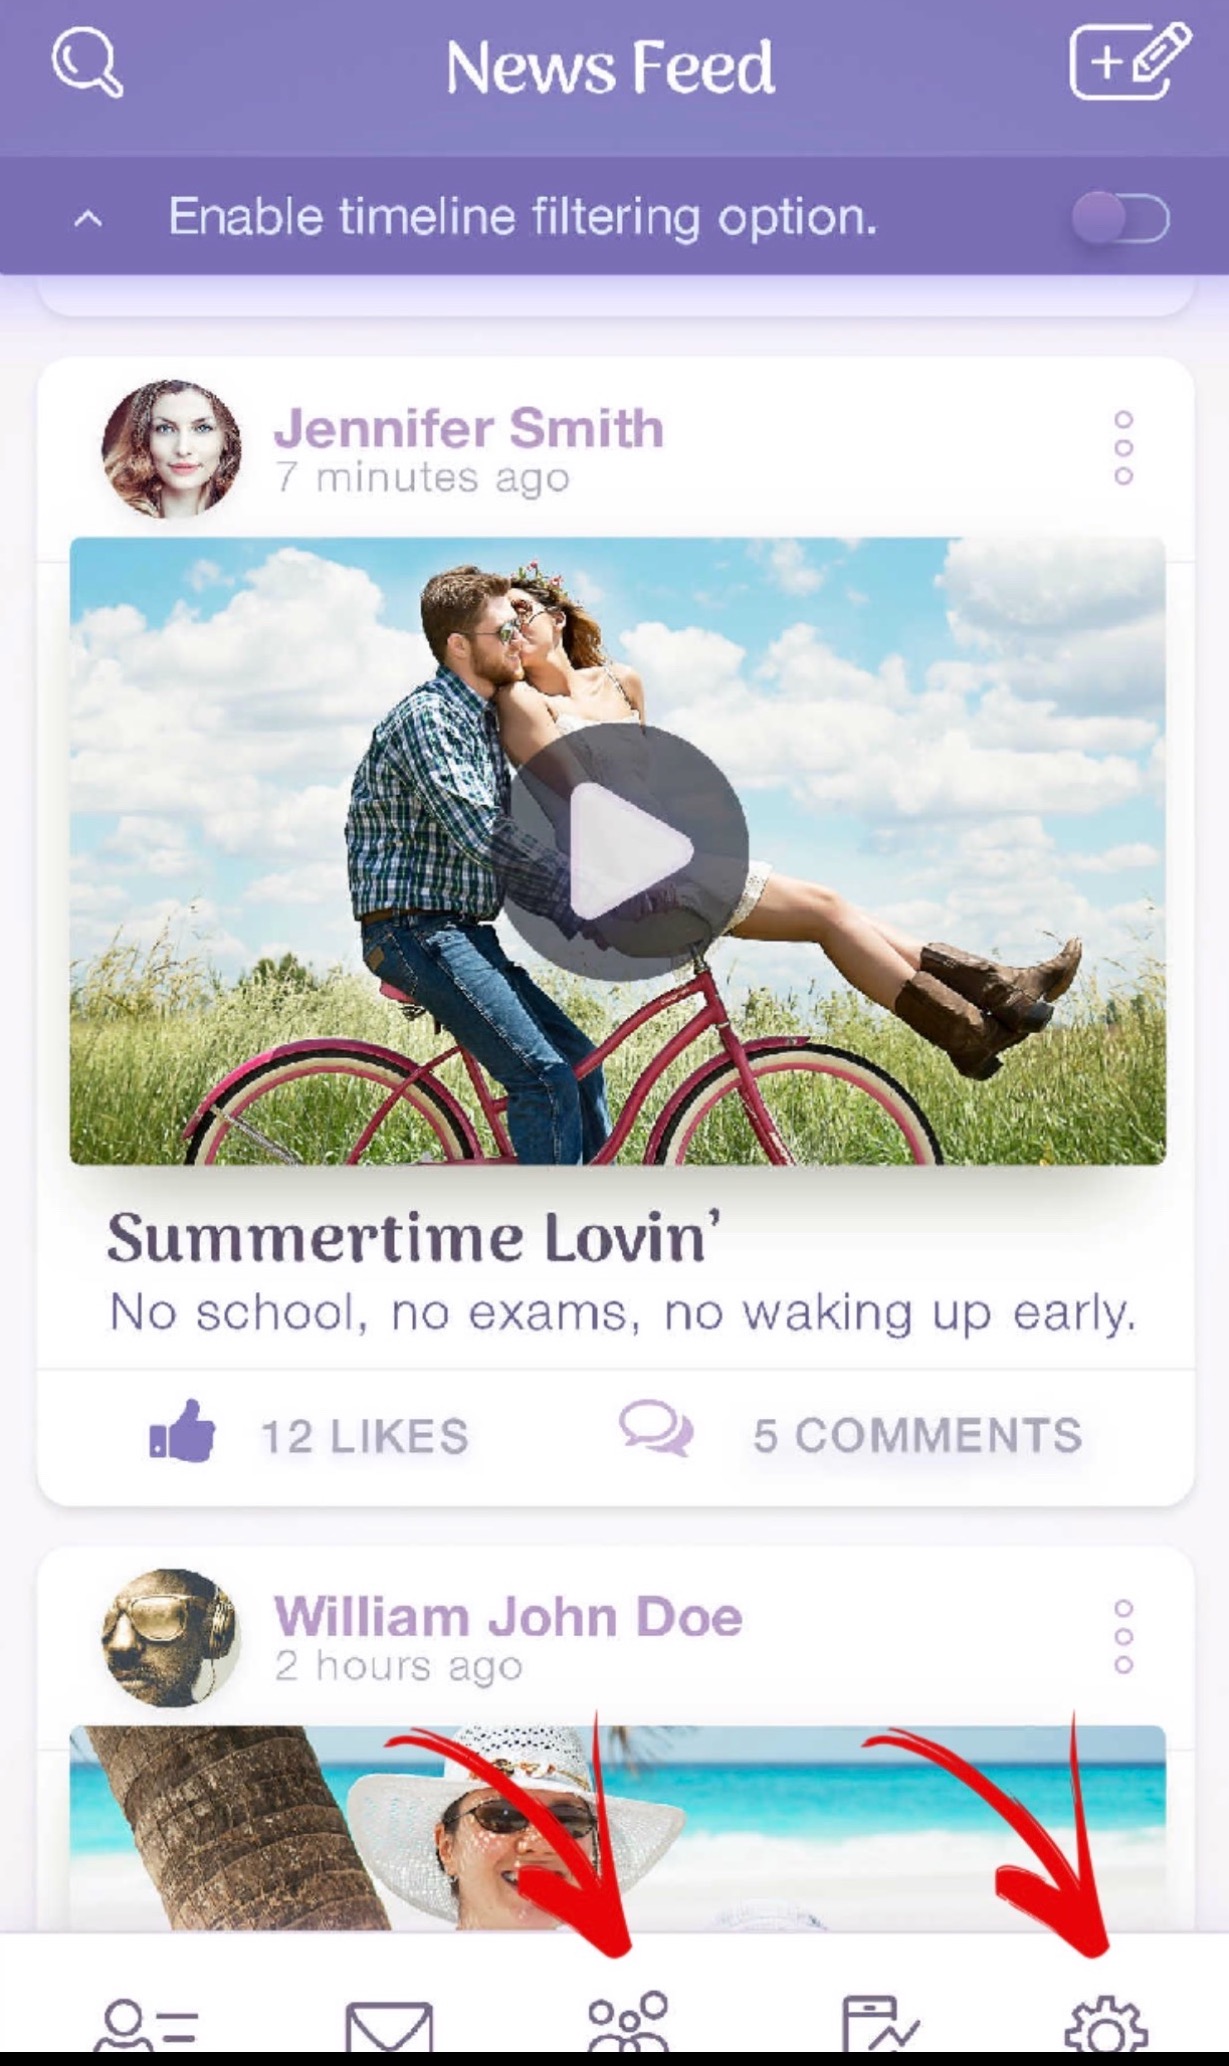 News Feed
Enable timeline filtering option.
Jennifer Smith
7 minutes ago
Summertime Lovin’
No school, no exams, no waking up early.
12 LIKES
5 COMMENTS
William John Doe
2 hours ago